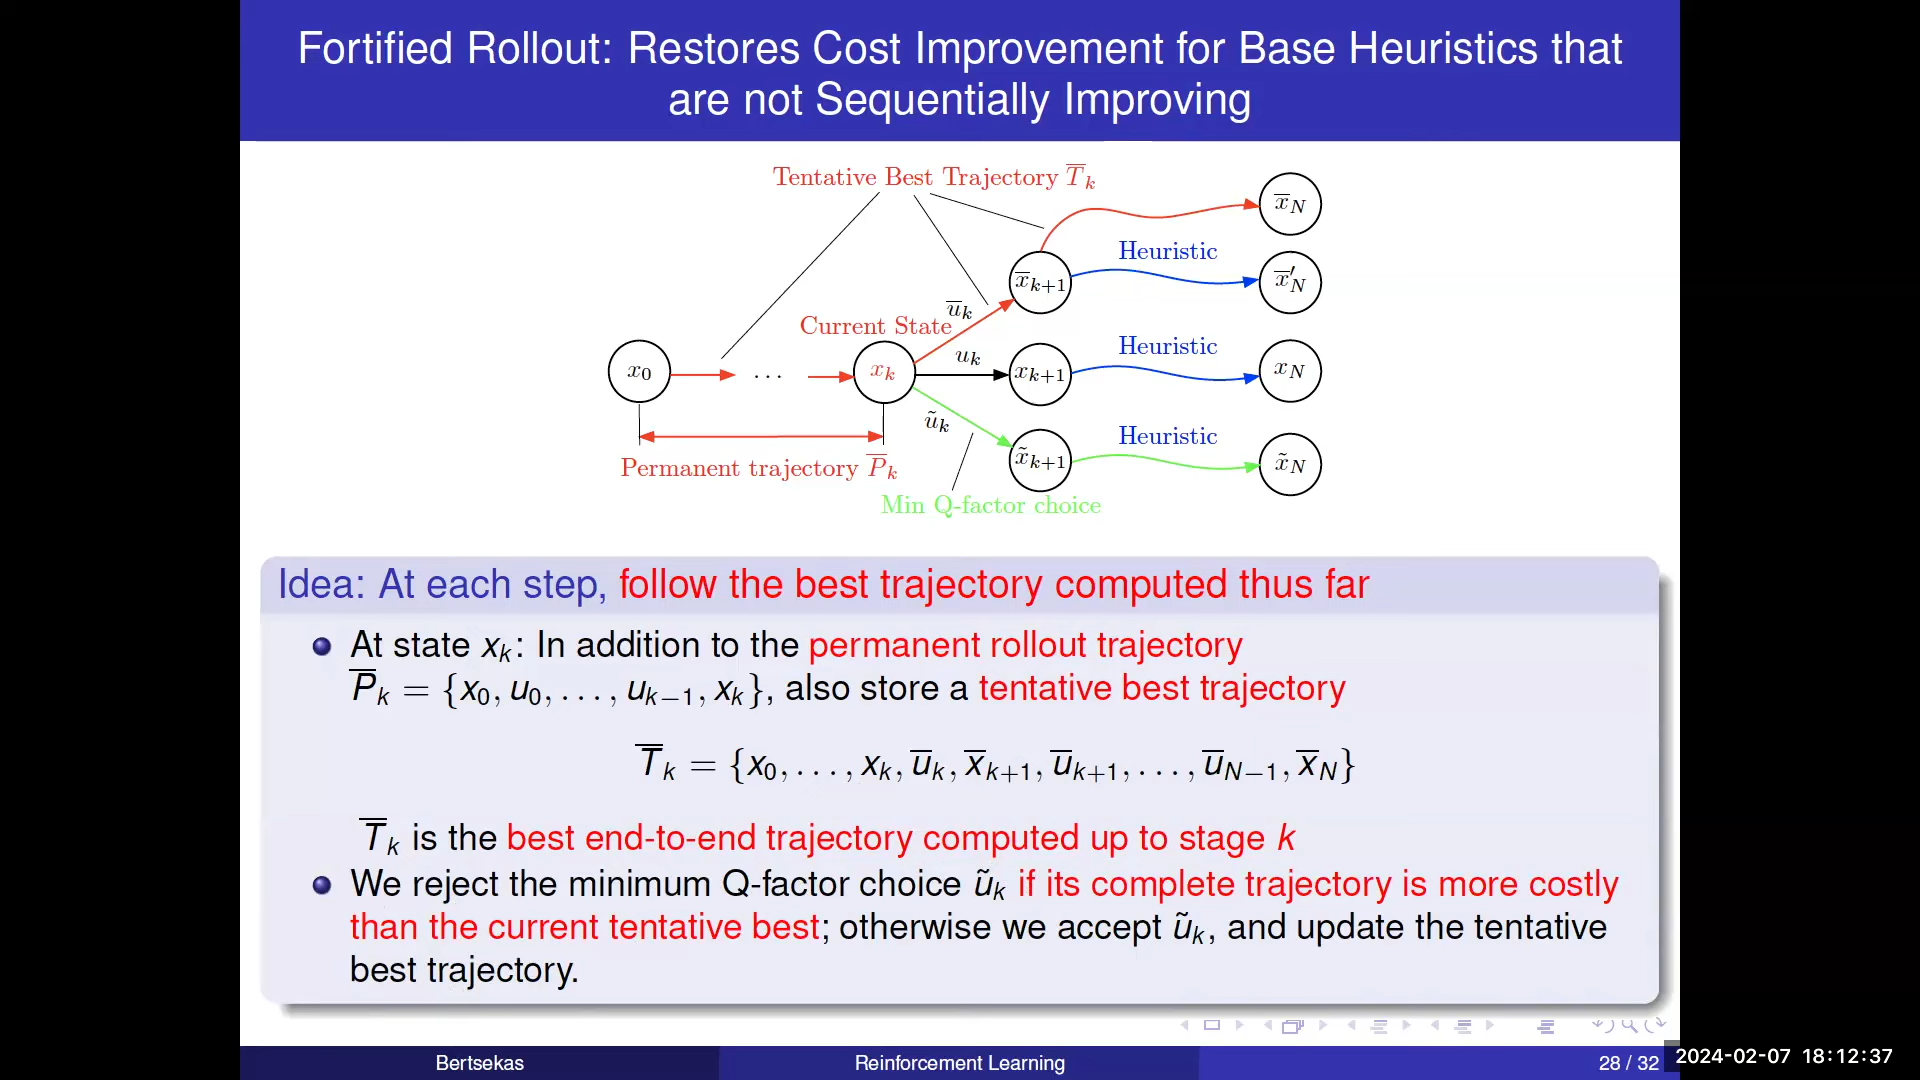 Fortified Rollout: Restores Cost Improvement for Base Heuristics that
are not Sequentially Improving
Tentative Best Trajectory T̅ₖ
x̅_N
Heuristic
x̅ₖ₊₁
x̅′_N
u̅ₖ
Current State
uₖ
Heuristic
x₀
...
xₖ
xₖ₊₁
x_N
ũₖ
Heuristic
x̃ₖ₊₁
x̃_N
Permanent trajectory P̅ₖ
Min Q-factor choice
Idea: At each step, follow the best trajectory computed thus far
At state xₖ: In addition to the permanent rollout trajectory
P̅ₖ = {x₀, u₀, . . . , uₖ₋₁, xₖ}, also store a tentative best trajectory
T̅ₖ = {x₀, . . . , xₖ, u̅ₖ, x̅ₖ₊₁, u̅ₖ₊₁, . . . , u̅_{N−1}, x̅_N}
T̅ₖ is the best end-to-end trajectory computed up to stage k
We reject the minimum Q-factor choice ũₖ if its complete trajectory is more costly
than the current tentative best; otherwise we accept ũₖ, and update the tentative
best trajectory.
Bertsekas
Reinforcement Learning
28 / 32
2024-02-07 18:12:37